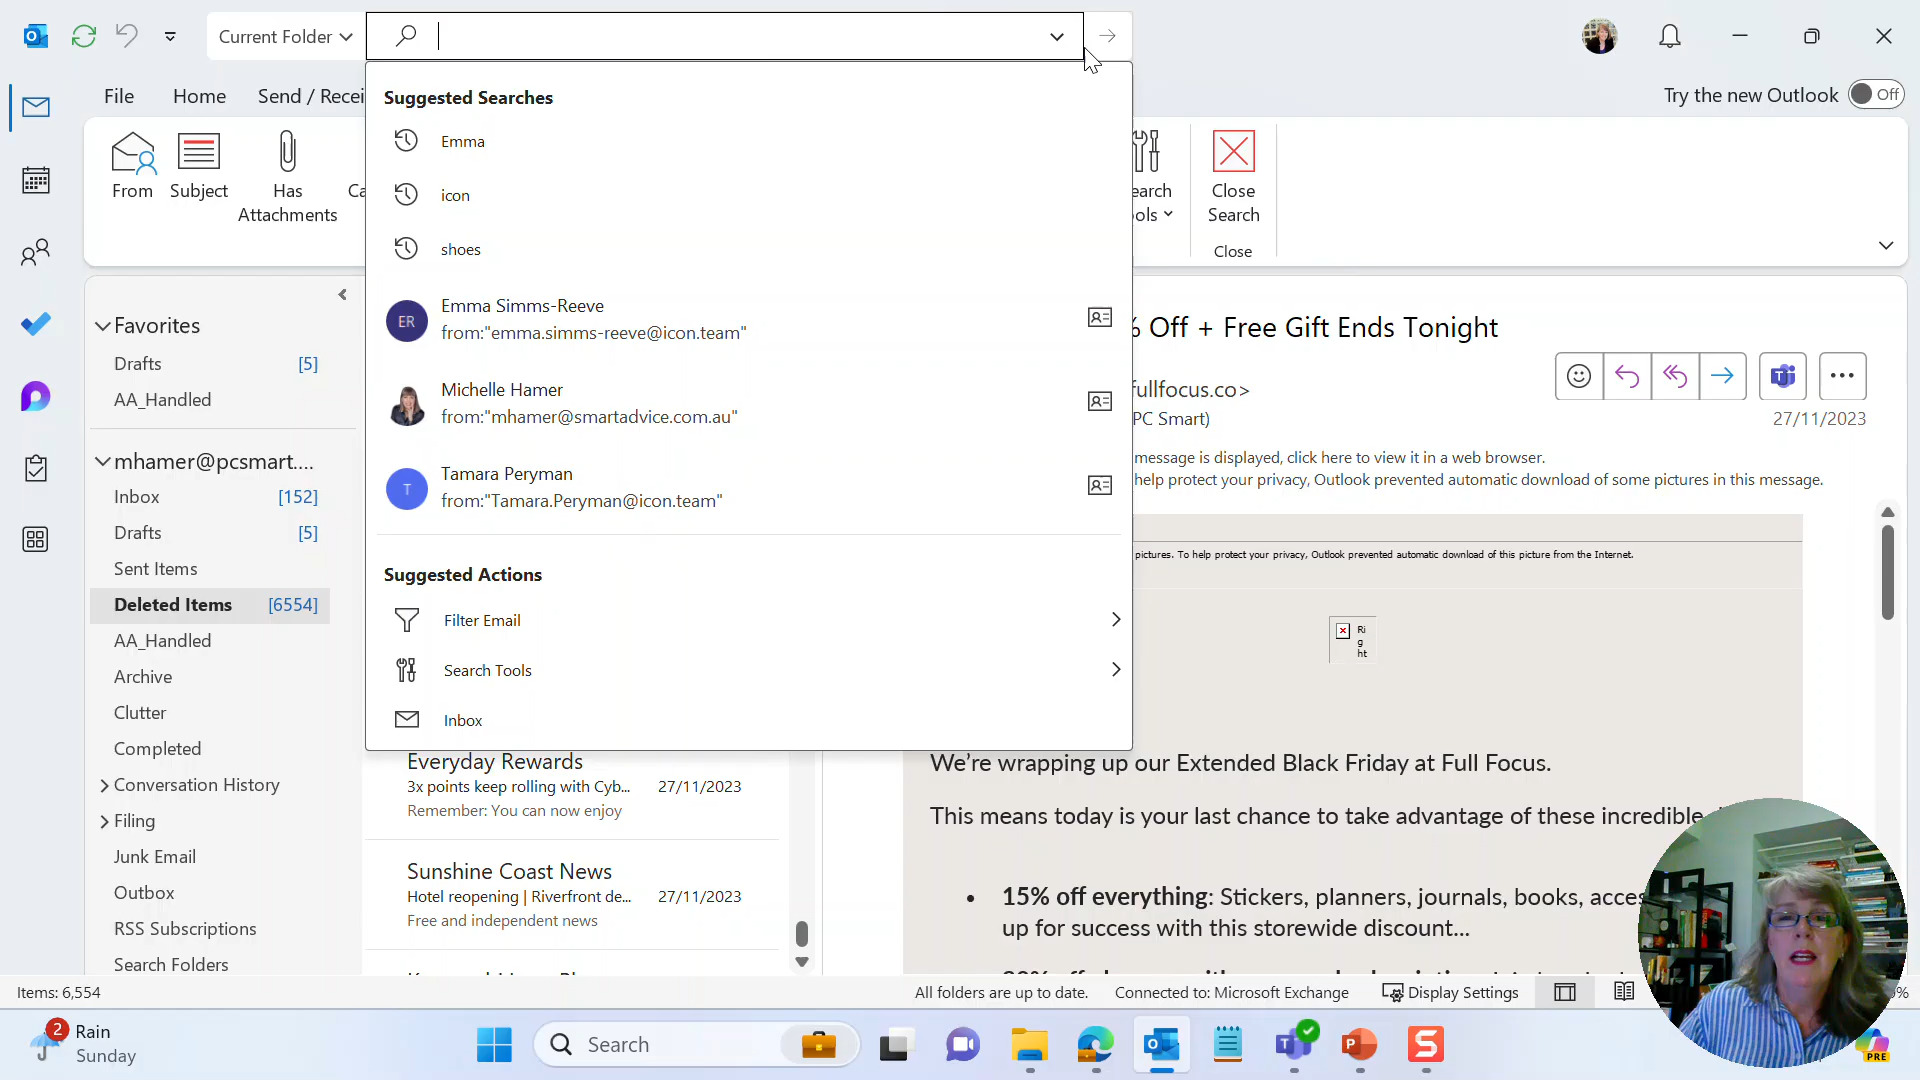 Current Folder
File Home Send / Recei
Try the new Outlook Off
From
Subject
Has
Attachments
Ca
earch
ols
Close
Search
Close
Suggested Searches
Emma
icon
shoes
Emma Simms-Reeve
ER
from:"emma.simms-reeve@icon.team"
Michelle Hamer
from:"mhamer@smartadvice.com.au"
Tamara Peryman
T
from:"Tamara.Peryman@icon.team"
Suggested Actions
Filter Email
Search Tools
Inbox
Favorites
Drafts [5]
AA_Handled
mhamer@pcsmart....
Inbox [152]
Drafts [5]
Sent Items
Deleted Items [6554]
AA_Handled
Archive
Clutter
Completed
Conversation History
Filing
Junk Email
Outbox
RSS Subscriptions
Search Folders
Everyday Rewards
3x points keep rolling with Cyb... 27/11/2023
Remember: You can now enjoy
Sunshine Coast News
Hotel reopening | Riverfront de... 27/11/2023
Free and independent news
% Off + Free Gift Ends Tonight
fullfocus.co>
PC Smart)
27/11/2023
message is displayed, click here to view it in a web browser.
help protect your privacy, Outlook prevented automatic download of some pictures in this message.
pictures. To help protect your privacy, Outlook prevented automatic download of this picture from the Internet.
Ri
g
ht
We're wrapping up our Extended Black Friday at Full Focus.
This means today is your last chance to take advantage of these incredible
• 15% off everything: Stickers, planners, journals, books, acces
up for success with this storewide discount...
Items: 6,554
All folders are up to date. Connected to: Microsoft Exchange Display Settings
2
Rain
Sunday
Search
PRE